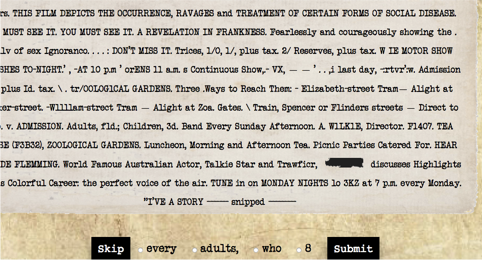 rs. THIS FILM DEPICTS THE OCCURRENCE, RAVAGES and TREATMENT OF CERTAIN FORMS OF SOCIAL DISEASE.
MUST SEE IT. YOU MUST SEE IT. A REVELATION IN FRANKNESS. Fearlessly and courageously showing the .
lv of sex Ignoranco. . . . : DON'T MISS IT. Trices, 1/O, 1/, plus tax. 2/ Reserves, plus tax. W IE MOTOR SHOW
SHES TO-NIGHT.' , -AT 10 p.m ' orENS 11 a.m. s Continuous Show,.- VX, — — '. . .,i last day, -:rtvr:'.w. Admission
plus Id. tax. \ . tr/OOLOGICAL GARDENS. Three .Ways to Reach Them: - Elizabeth-street Tram— Alight at
ker-street. -Wllllam-strect Tram — Alight at Zoa. Gates. \ Train, Spencer or Flinders streets — Direct to
. v. ADMISSION. Adults, fld.; Children, 3d. Band Every Sunday Afternoon. A. W1LK1E, Director. F1407. TEA
SE (F3B32), ZOOLOGICAL GARDENS. Luncheon, Morning and Afternoon Tea. Picnic Parties Catered For. HEAR
DE FLEMMING. World Famous Australian Actor, Talkie Star and Trawficr, discusses Highlights
s Colorful Career: the perfect voice of the air. TUNE in on MONDAY NIGHTS lo 3KZ at 7 p.m. every Monday.
"I'VE A STORY —— snipped ——
Skip every adults, who 8 Submit